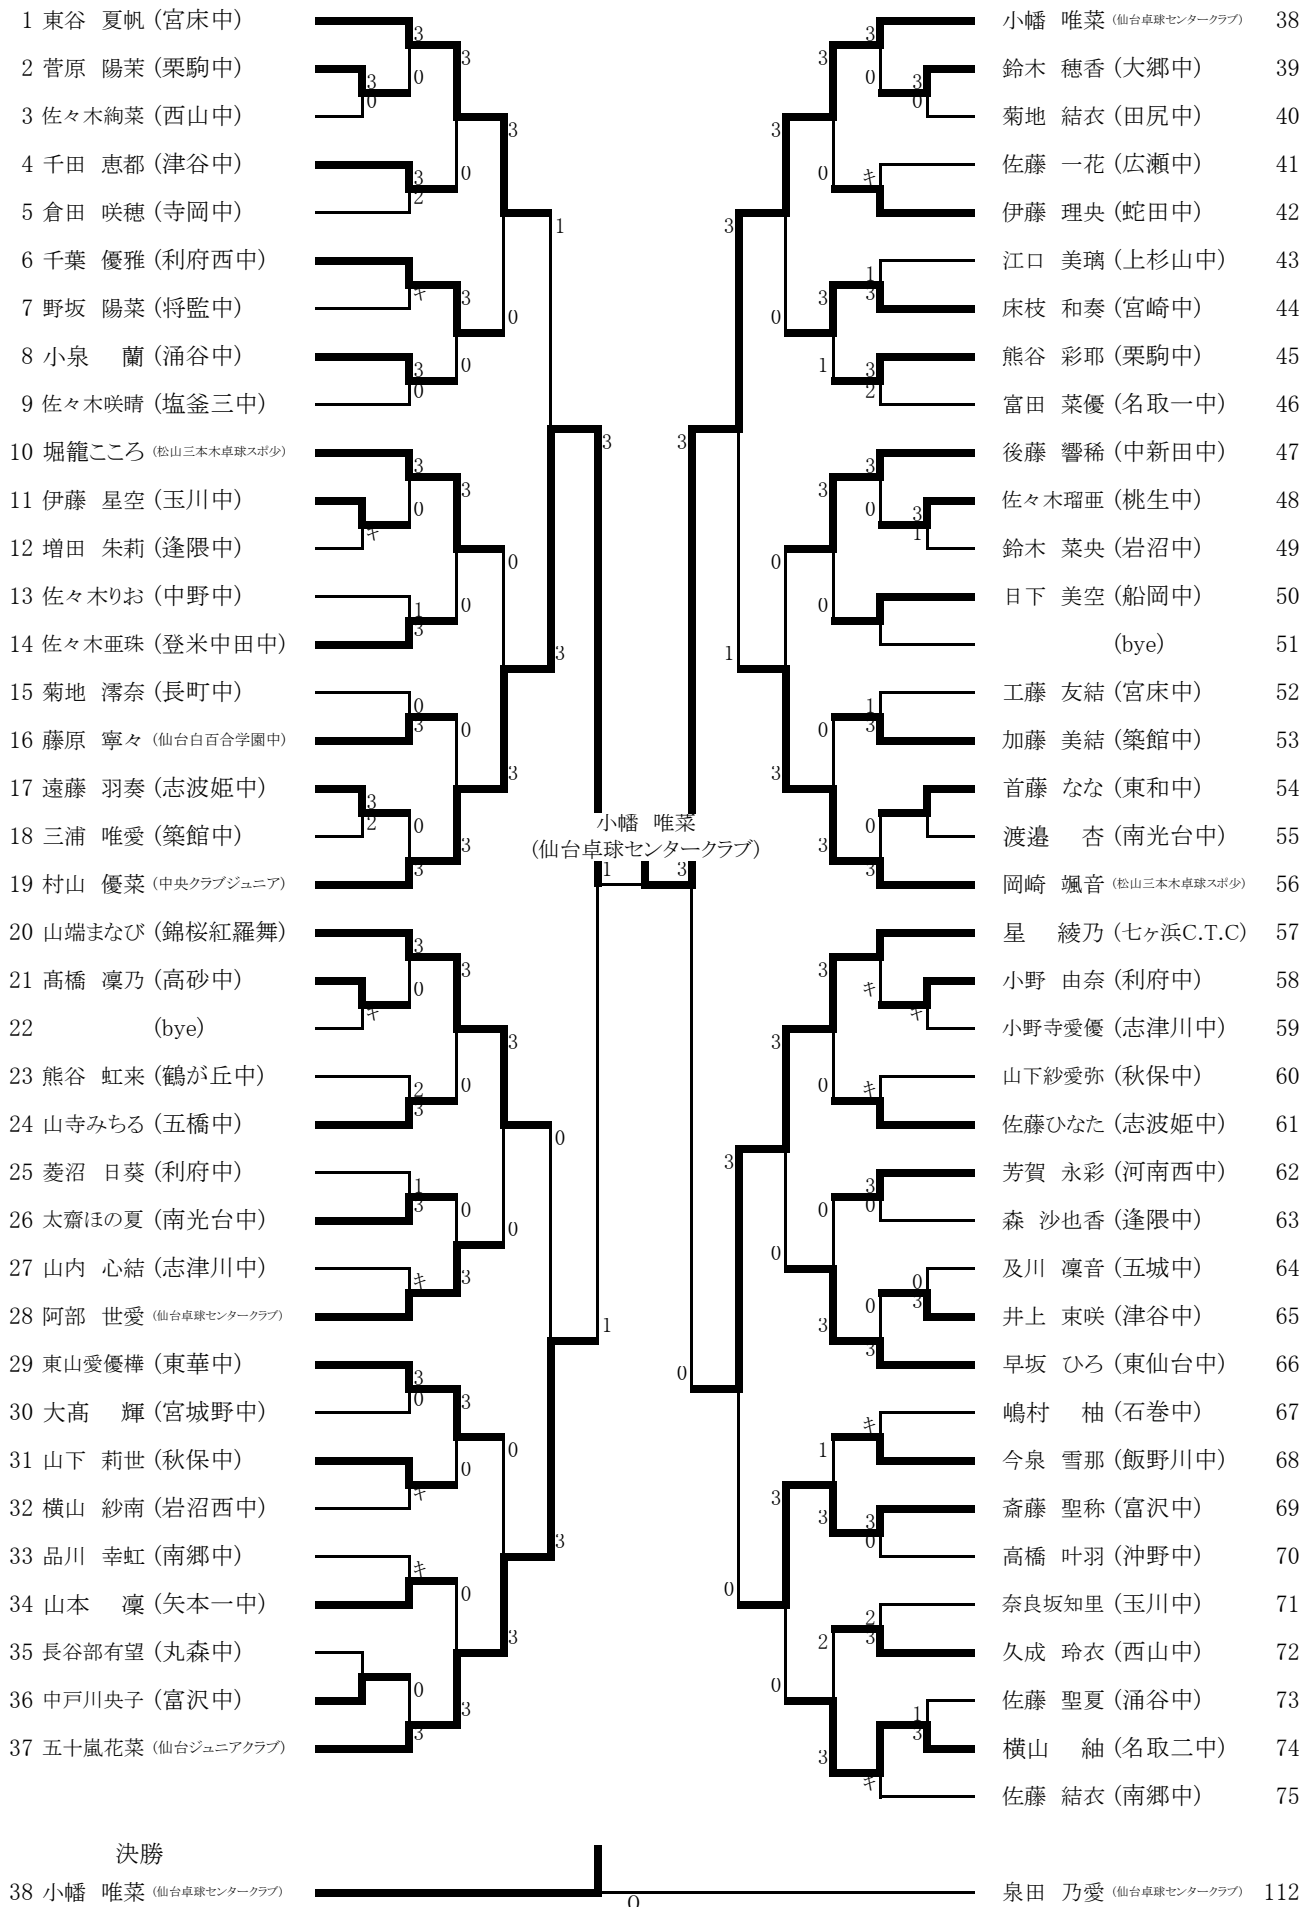 1 東谷 夏帆 (宮床中)
2 菅原 陽茉 (栗駒中)
3 佐々木絢菜 (西山中)
4 千田 恵都 (津谷中)
5 倉田 咲穂 (寺岡中)
6 千葉 優雅 (利府西中)
7 野坂 陽菜 (将監中)
8 小泉 蘭 (涌谷中)
9 佐々木咲晴 (塩釜三中)
10 堀籠こころ (松山三本木卓球スポ少)
11 伊藤 星空 (玉川中)
12 増田 朱莉 (逢隈中)
13 佐々木りお (中野中)
14 佐々木亜珠 (登米中田中)
15 菊地 澪奈 (長町中)
16 藤原 寧々 (仙台白百合学園中)
17 遠藤 羽奏 (志波姫中)
18 三浦 唯愛 (築館中)
19 村山 優菜 (中央クラブジュニア)
20 山端まなび (錦桜紅羅舞)
21 髙橋 凜乃 (高砂中)
22 (bye)
23 熊谷 虹来 (鶴が丘中)
24 山寺みちる (五橋中)
25 菱沼 日葵 (利府中)
26 太齋ほの夏 (南光台中)
27 山内 心結 (志津川中)
28 阿部 世愛 (仙台卓球センタークラブ)
29 東山愛優樺 (東華中)
30 大髙 輝 (宮城野中)
31 山下 莉世 (秋保中)
32 横山 紗南 (岩沼西中)
33 品川 幸虹 (南郷中)
34 山本 凜 (矢本一中)
35 長谷部有望 (丸森中)
36 中戸川央子 (富沢中)
37 五十嵐花菜 (仙台ジュニアクラブ)
小幡 唯菜
(仙台卓球センタークラブ)
1 3
小幡 唯菜 (仙台卓球センタークラブ) 38
鈴木 穂香 (大郷中) 39
菊地 結衣 (田尻中) 40
佐藤 一花 (広瀬中) 41
伊藤 理央 (蛇田中) 42
江口 美璃 (上杉山中) 43
床枝 和奏 (宮崎中) 44
熊谷 彩耶 (栗駒中) 45
富田 菜優 (名取一中) 46
後藤 響稀 (中新田中) 47
佐々木瑠亜 (桃生中) 48
鈴木 菜央 (岩沼中) 49
日下 美空 (船岡中) 50
(bye) 51
工藤 友結 (宮床中) 52
加藤 美結 (築館中) 53
首藤 なな (東和中) 54
渡邉 杏 (南光台中) 55
岡崎 颯音 (松山三本木卓球スポ少) 56
星 綾乃 (七ヶ浜C.T.C) 57
小野 由奈 (利府中) 58
小野寺愛優 (志津川中) 59
山下紗愛弥 (秋保中) 60
佐藤ひなた (志波姫中) 61
芳賀 永彩 (河南西中) 62
森 沙也香 (逢隈中) 63
及川 凜音 (五城中) 64
井上 束咲 (津谷中) 65
早坂 ひろ (東仙台中) 66
嶋村 柚 (石巻中) 67
今泉 雪那 (飯野川中) 68
斎藤 聖称 (富沢中) 69
高橋 叶羽 (沖野中) 70
奈良坂知里 (玉川中) 71
久成 玲衣 (西山中) 72
佐藤 聖夏 (涌谷中) 73
横山 紬 (名取二中) 74
佐藤 結衣 (南郷中) 75
決勝
38 小幡 唯菜 (仙台卓球センタークラブ)
0
泉田 乃愛 (仙台卓球センタークラブ) 112